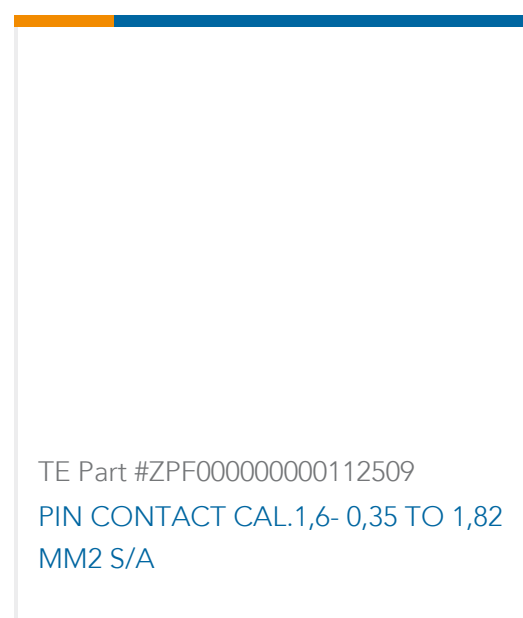 TE Part #ZPF000000000112509
PIN CONTACT CAL.1,6- 0,35 TO 1,82
MM2 S/A